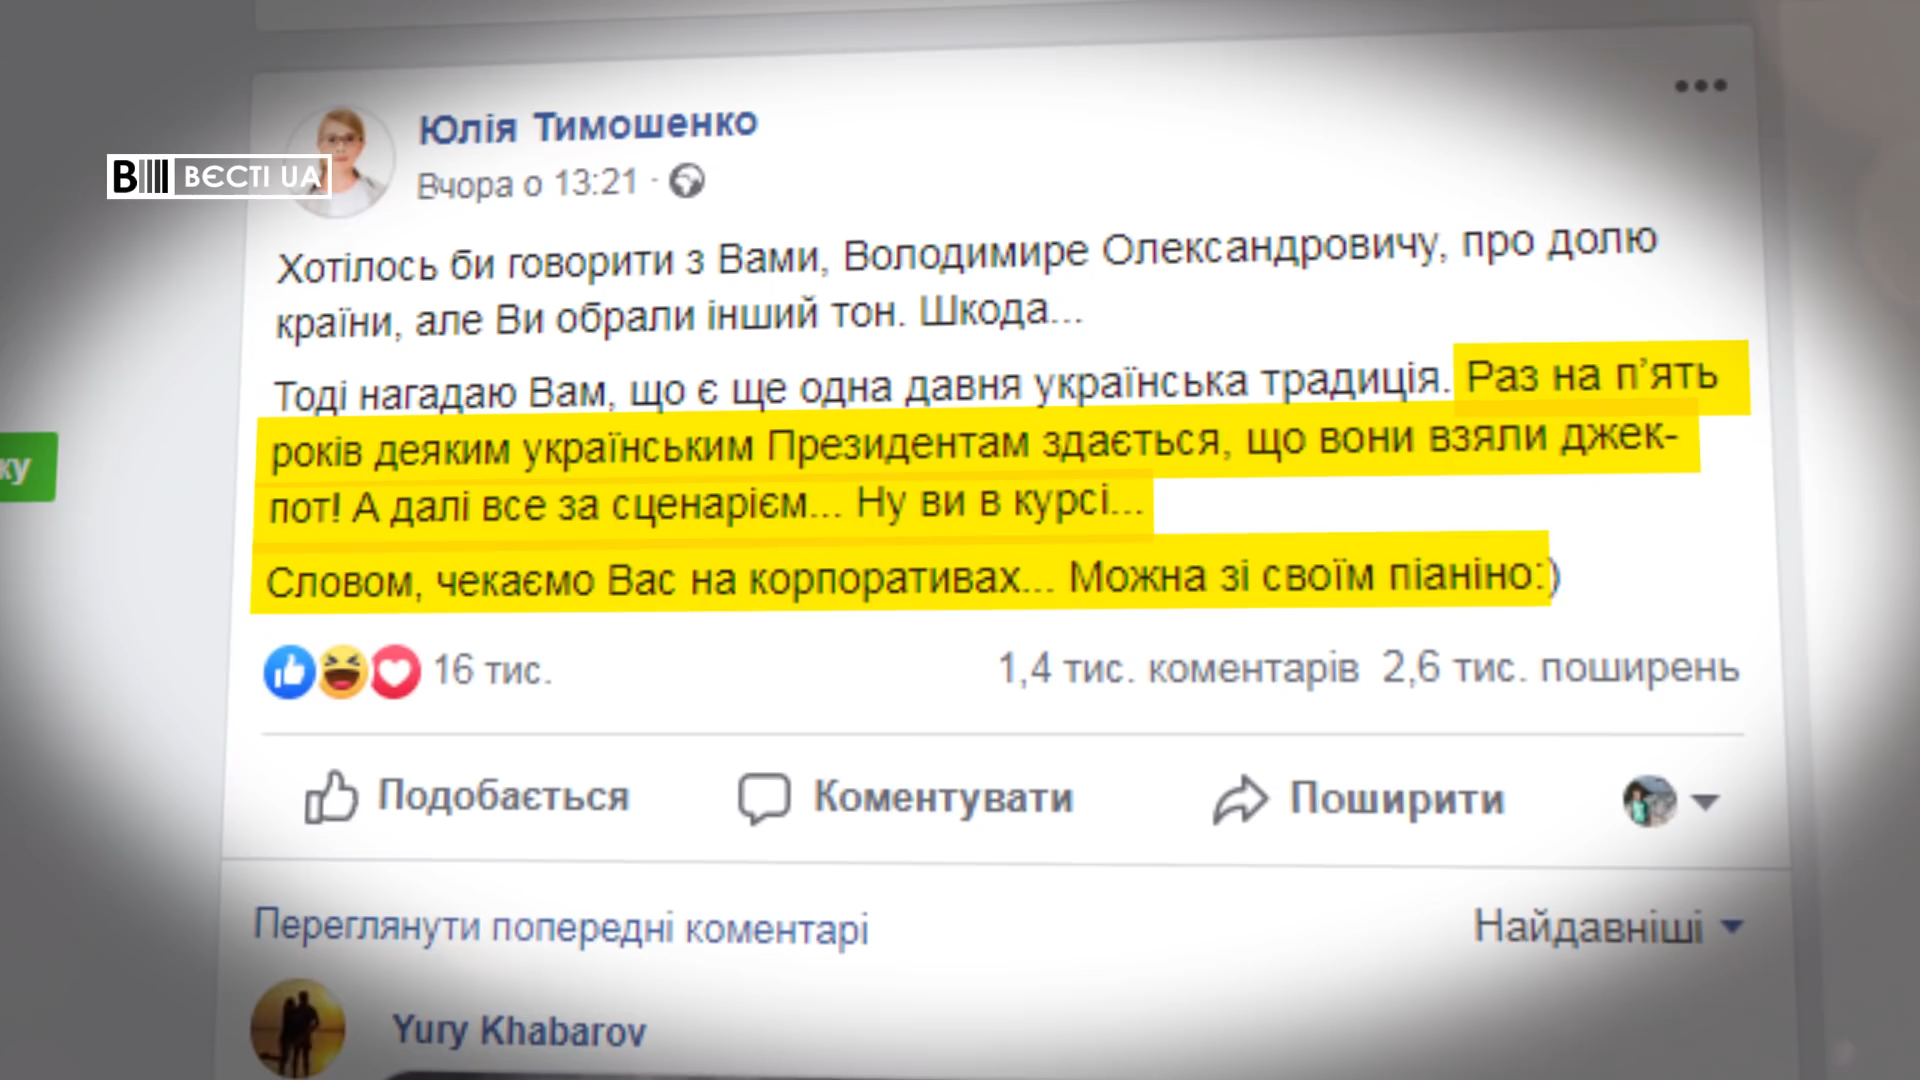 Юлія Тимошенко
Вчора о 13:21 ·
В ВЄСТІ UA
Хотілось би говорити з Вами, Володимире Олександровичу, про долю
країни, але Ви обрали інший тон. Шкода...
Тоді нагадаю Вам, що є ще одна давня українська традиція. Раз на п’ять
років деяким українським Президентам здається, що вони взяли джек-
пот! А далі все за сценарієм... Ну ви в курсі...
Словом, чекаємо Вас на корпоративах... Можна зі своїм піаніно:)
ку
16 тис.
1,4 тис. коментарів 2,6 тис. поширень
Подобається Коментувати Поширити
Переглянути попередні коментарі
Найдавніші
Yury Khabarov